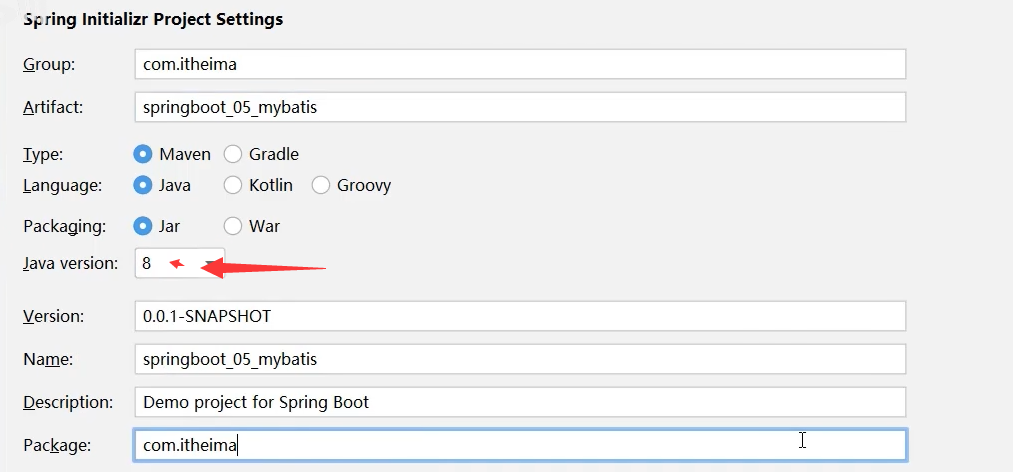 Spring Initializr Project Settings
Group: com.itheima
Artifact: springboot_05_mybatis
Type: Maven Gradle
Language: Java Kotlin Groovy
Packaging: Jar War
Java version: 8
Version: 0.0.1-SNAPSHOT
Name: springboot_05_mybatis
Description: Demo project for Spring Boot
Package: com.itheima